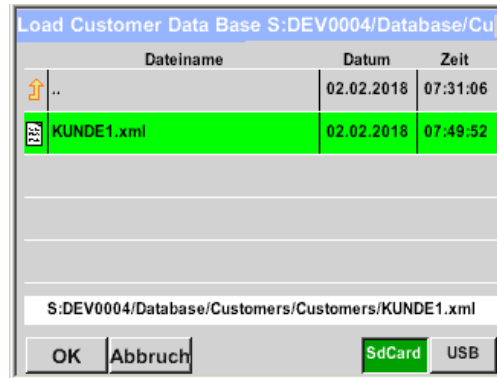 Load Customer Data Base S:DEV0004/Database/Cu
Dateiname Datum Zeit
.. 02.02.2018 07:31:06
KUNDE1.xml 02.02.2018 07:49:52
S:DEV0004/Database/Customers/Customers/KUNDE1.xml
OK Abbruch SdCard USB